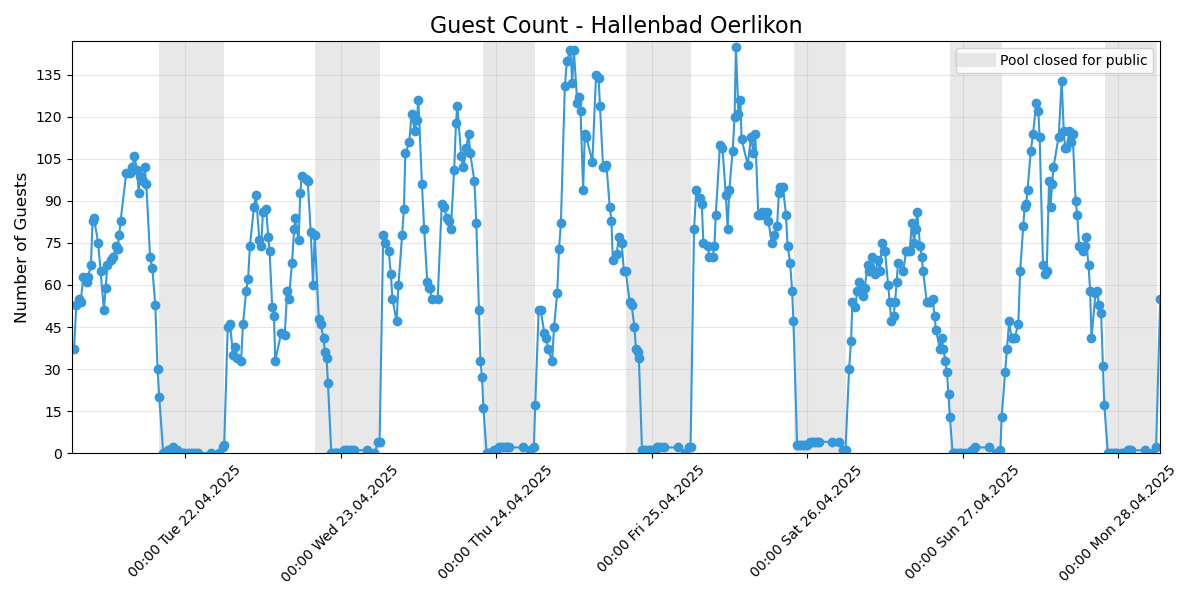 Guest Count - Hallenbad Oerlikon
Pool closed for public
Number of Guests
135
120
105
90
75
60
45
30
15
0
00:00 Tue 22.04.2025
00:00 Wed 23.04.2025
00:00 Thu 24.04.2025
00:00 Fri 25.04.2025
00:00 Sat 26.04.2025
00:00 Sun 27.04.2025
00:00 Mon 28.04.2025